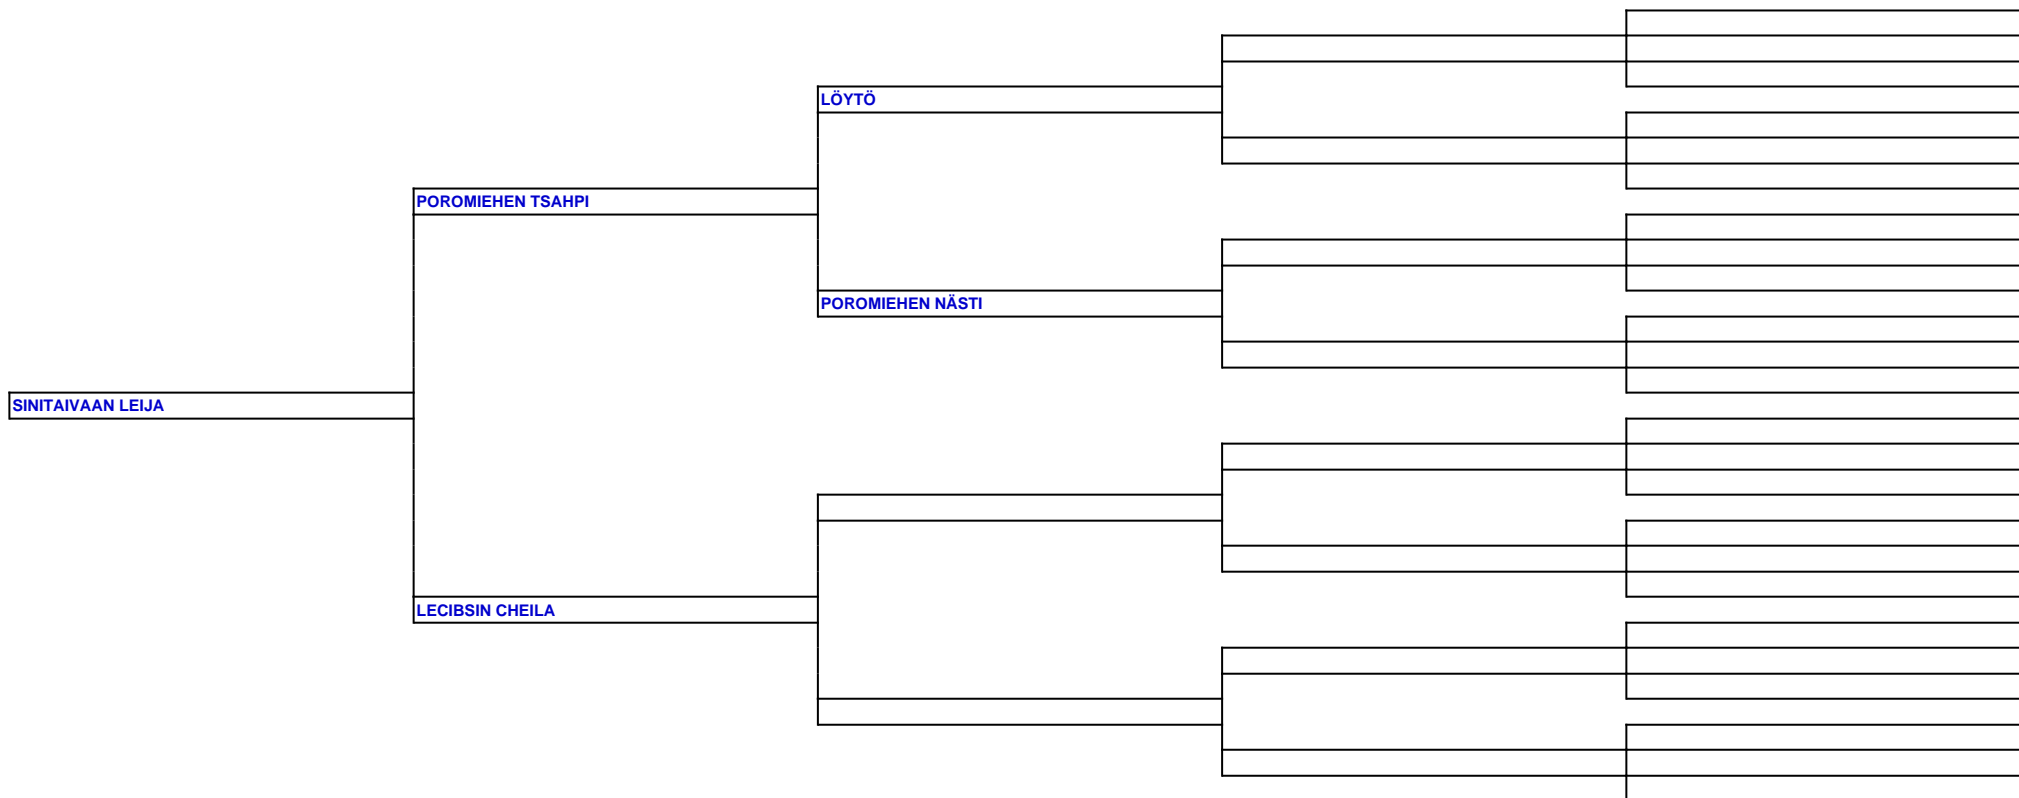 LÖYTÖ
POROMIEHEN TSAHPI
POROMIEHEN NÄSTI
SINITAIVAAN LEIJA
LECIBSIN CHEILA